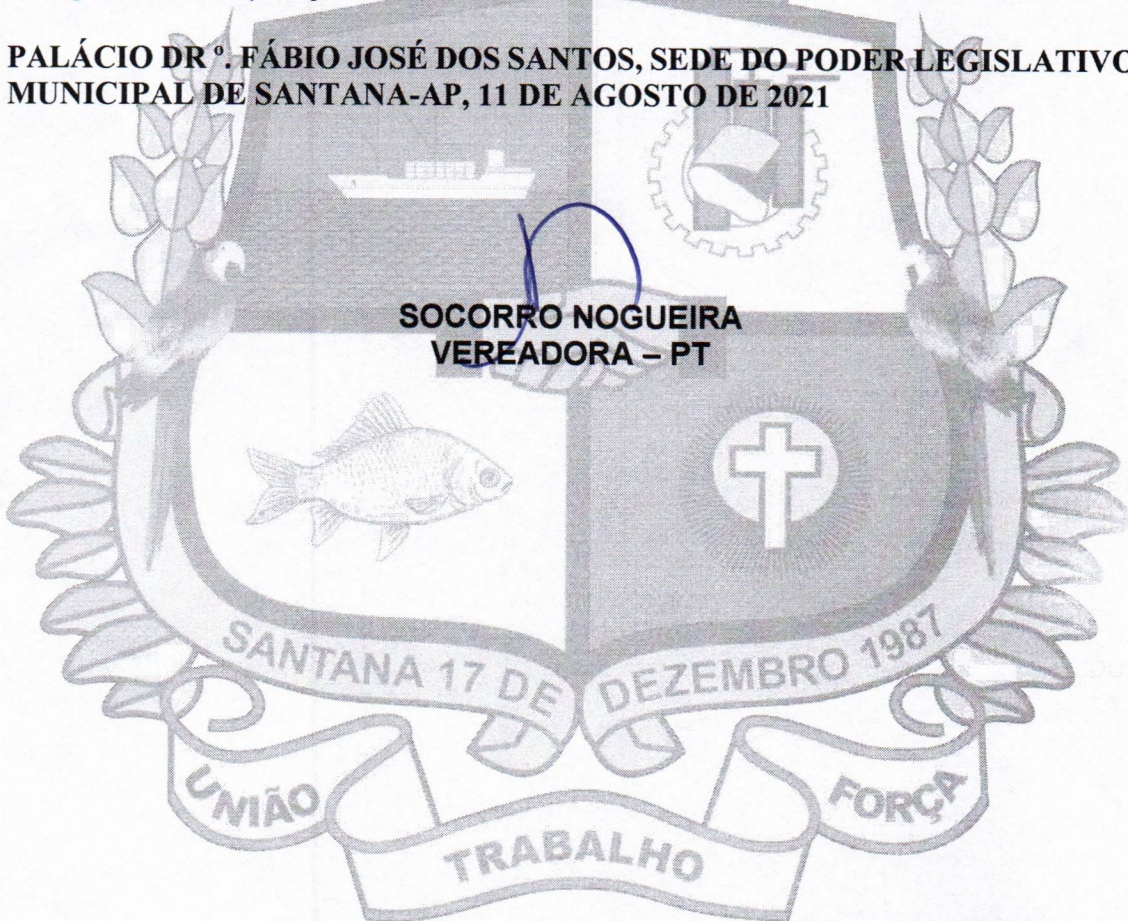 PALÁCIO DR º. FÁBIO JOSÉ DOS SANTOS, SEDE DO PODER LEGISLATIVO
MUNICIPAL DE SANTANA-AP, 11 DE AGOSTO DE 2021
SOCORRO NOGUEIRA
VEREADORA – PT
SANTANA 17 DE DEZEMBRO 1987
UNIÃO
TRABALHO
FORÇA